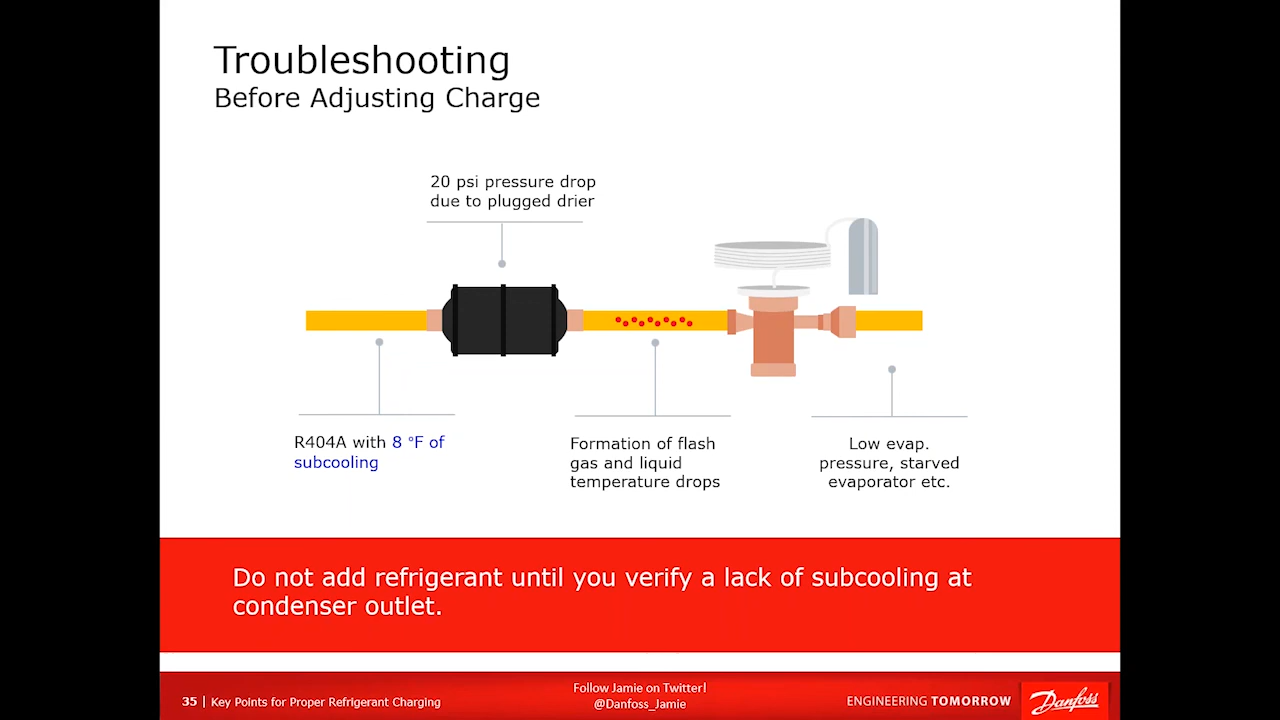 Troubleshooting
Before Adjusting Charge
20 psi pressure drop
due to plugged drier
R404A with 8 °F of
subcooling
Formation of flash
gas and liquid
temperature drops
Low evap.
pressure, starved
evaporator etc.
Do not add refrigerant until you verify a lack of subcooling at
condenser outlet.
35 | Key Points for Proper Refrigerant Charging
Follow Jamie on Twitter!
@Danfoss_Jamie
ENGINEERING TOMORROW
Danfoss